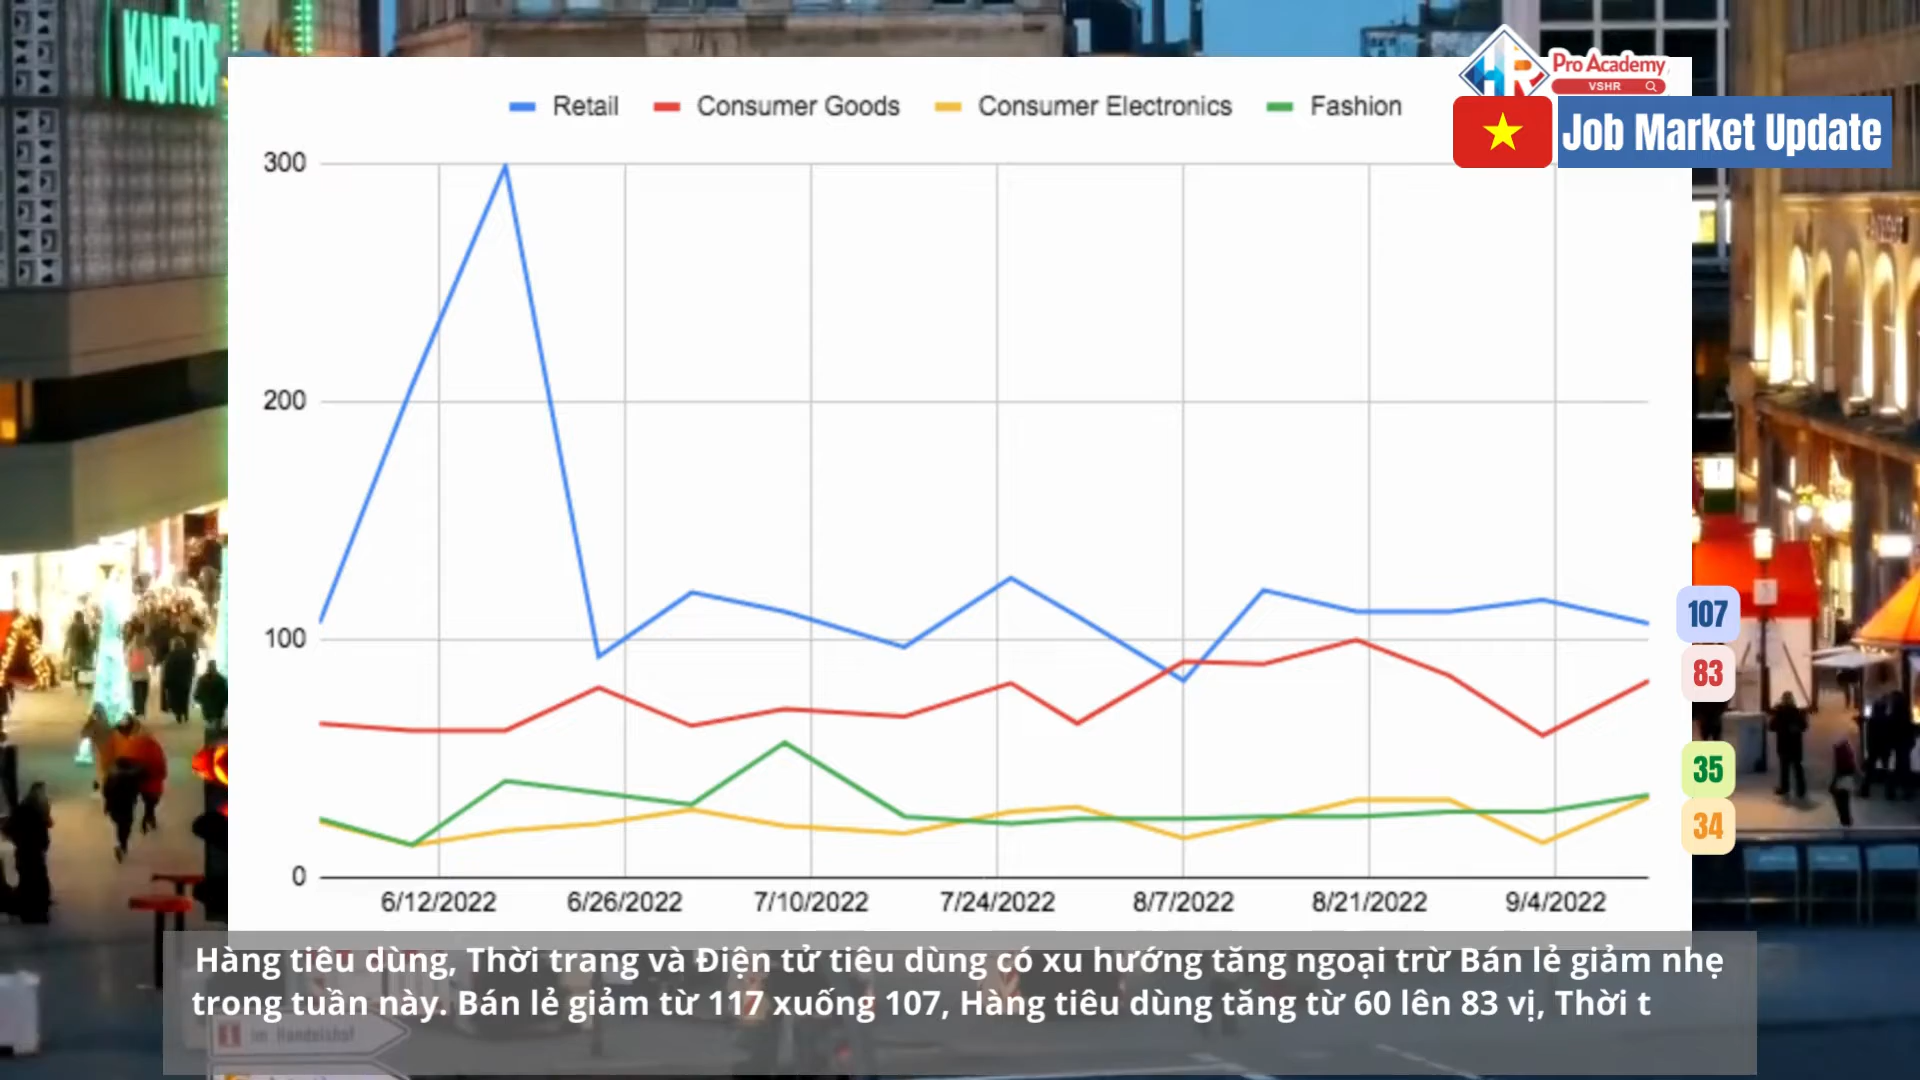 KAUFHOF
HR Pro Academy
VSHR
Job Market Update
Retail Consumer Goods Consumer Electronics Fashion
300
200
100
0
107
83
35
34
6/12/2022 6/26/2022 7/10/2022 7/24/2022 8/7/2022 8/21/2022 9/4/2022
Hàng tiêu dùng, Thời trang và Điện tử tiêu dùng có xu hướng tăng ngoại trừ Bán lẻ giảm nhẹ
trong tuần này. Bán lẻ giảm từ 117 xuống 107, Hàng tiêu dùng tăng từ 60 lên 83 vị, Thời t
im Handelshof